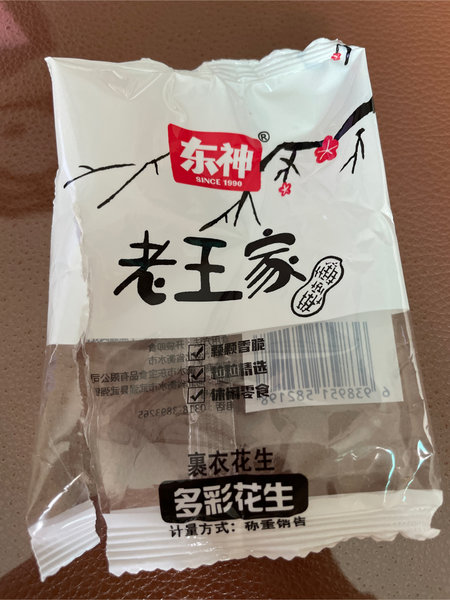 东神®
SINCE 1990
老王家
颗颗香脆
粒粒精选
休闲零食
6938951582198
裹衣花生
多彩花生
计量方式：称重销售